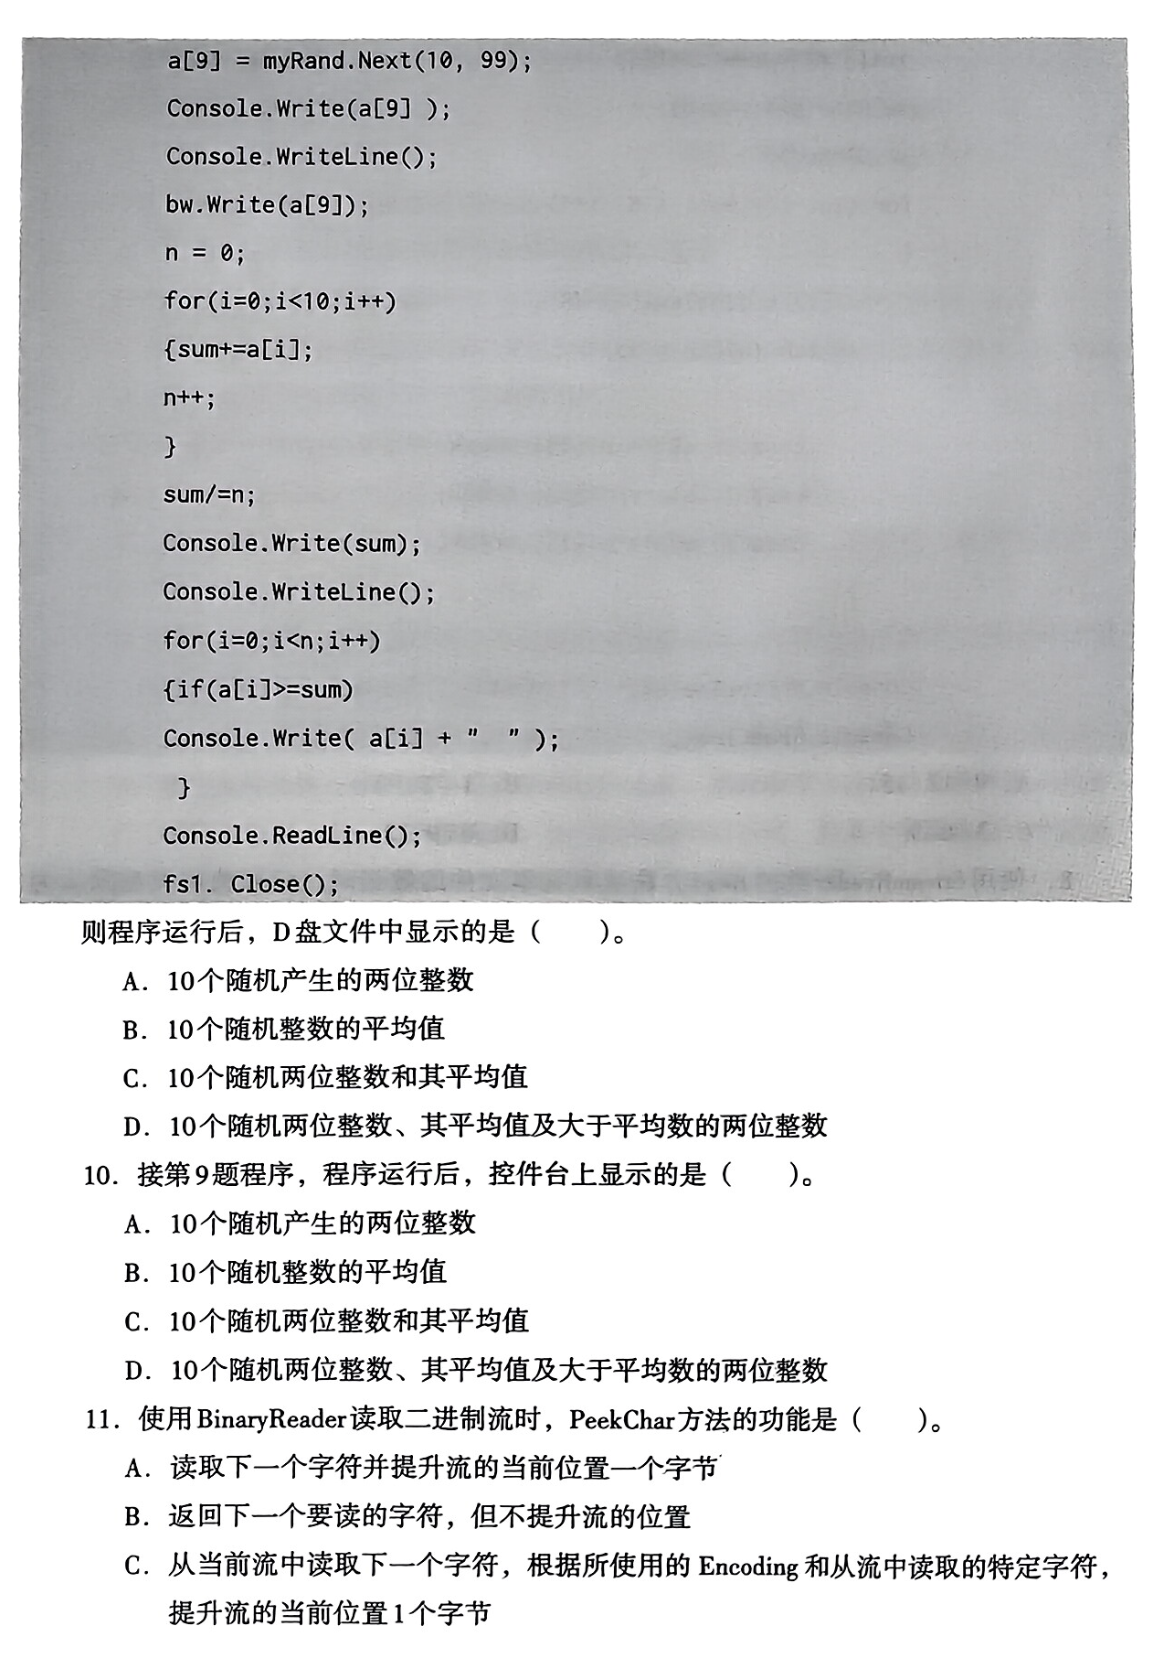 a[9] = myRand.Next(10, 99);
Console.Write(a[9] );
Console.WriteLine();
bw.Write(a[9]);
n = 0;
for(i=0;i<10;i++)
{sum+=a[i];
n++;
}
sum/=n;
Console.Write(sum);
Console.WriteLine();
for(i=0;i<n;i++)
{if(a[i]>=sum)
Console.Write( a[i] + "  " );
}
Console.ReadLine();
fs1. Close();
则程序运行后，D盘文件中显示的是（　　）。
A．10个随机产生的两位整数
B．10个随机整数的平均值
C．10个随机两位整数和其平均值
D．10个随机两位整数、其平均值及大于平均数的两位整数
10．接第9题程序，程序运行后，控件台上显示的是（　　）。
A．10个随机产生的两位整数
B．10个随机整数的平均值
C．10个随机两位整数和其平均值
D．10个随机两位整数、其平均值及大于平均数的两位整数
11．使用BinaryReader读取二进制流时，PeekChar方法的功能是（　　）。
A．读取下一个字符并提升流的当前位置一个字节
B．返回下一个要读的字符，但不提升流的位置
C．从当前流中读取下一个字符，根据所使用的 Encoding 和从流中读取的特定字符，
提升流的当前位置1个字节